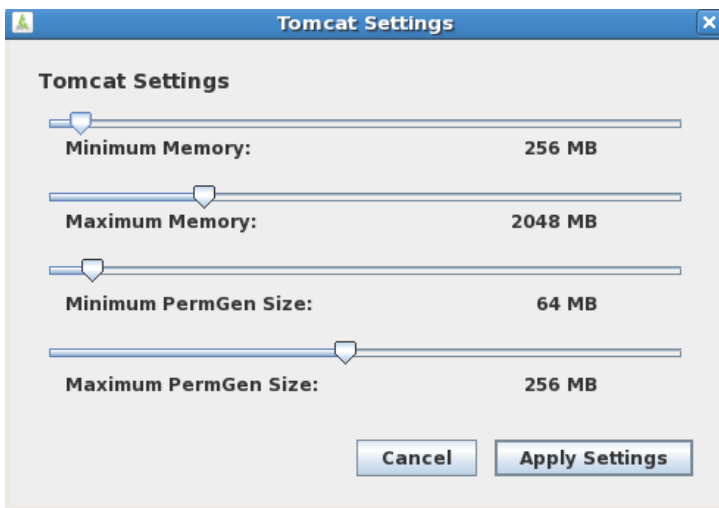 Tomcat Settings
Tomcat Settings
Minimum Memory: 256 MB
Maximum Memory: 2048 MB
Minimum PermGen Size: 64 MB
Maximum PermGen Size: 256 MB
Cancel Apply Settings